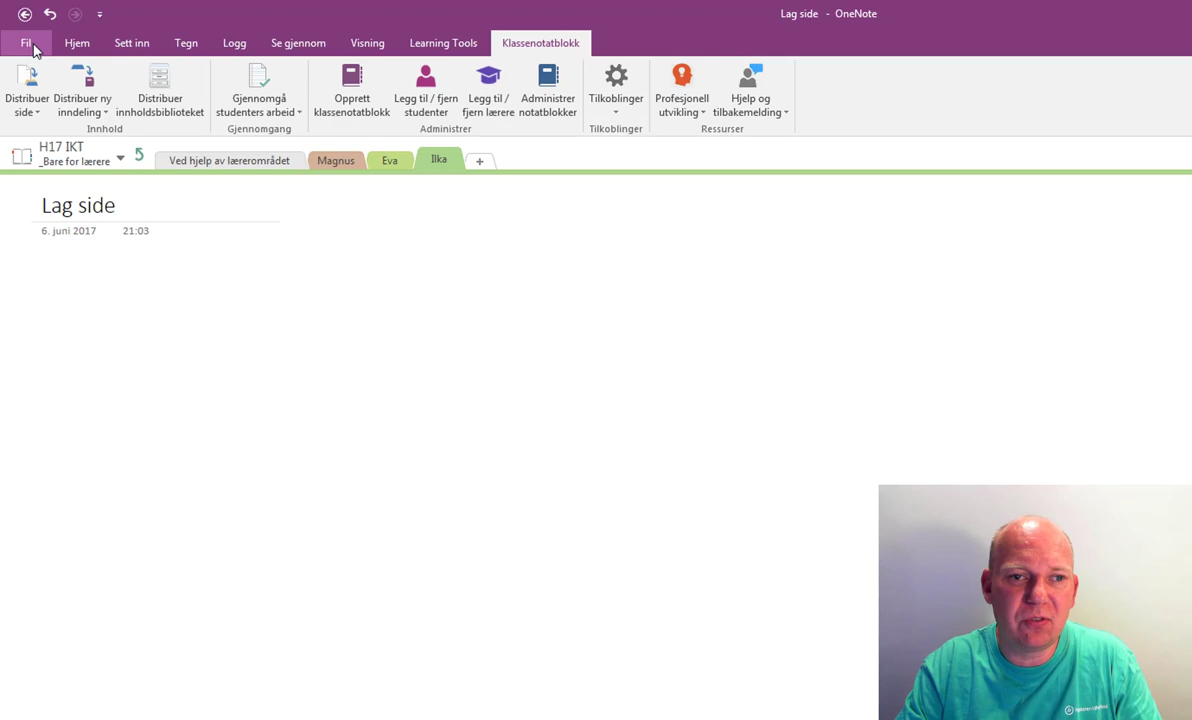 Lag side - OneNote
Fil Hjem Sett inn Tegn Logg Se gjennom Visning Learning Tools Klassenotatblokk
Distribuer side
Distribuer ny inndeling
Distribuer innholdsbiblioteket
Gjennomgå studenters arbeid
Opprett klassenotatblokk
Legg til / fjern studenter
Legg til / fjern lærere
Administrer notatblokker
Tilkoblinger
Profesjonell utvikling
Hjelp og tilbakemelding
Innhold Gjennomgang Administrer Tilkoblinger Ressurser
H17 IKT
_Bare for lærere
Ved hjelp av lærerområdet Magnus Eva Ilka +
Lag side
6. juni 2017 21:03